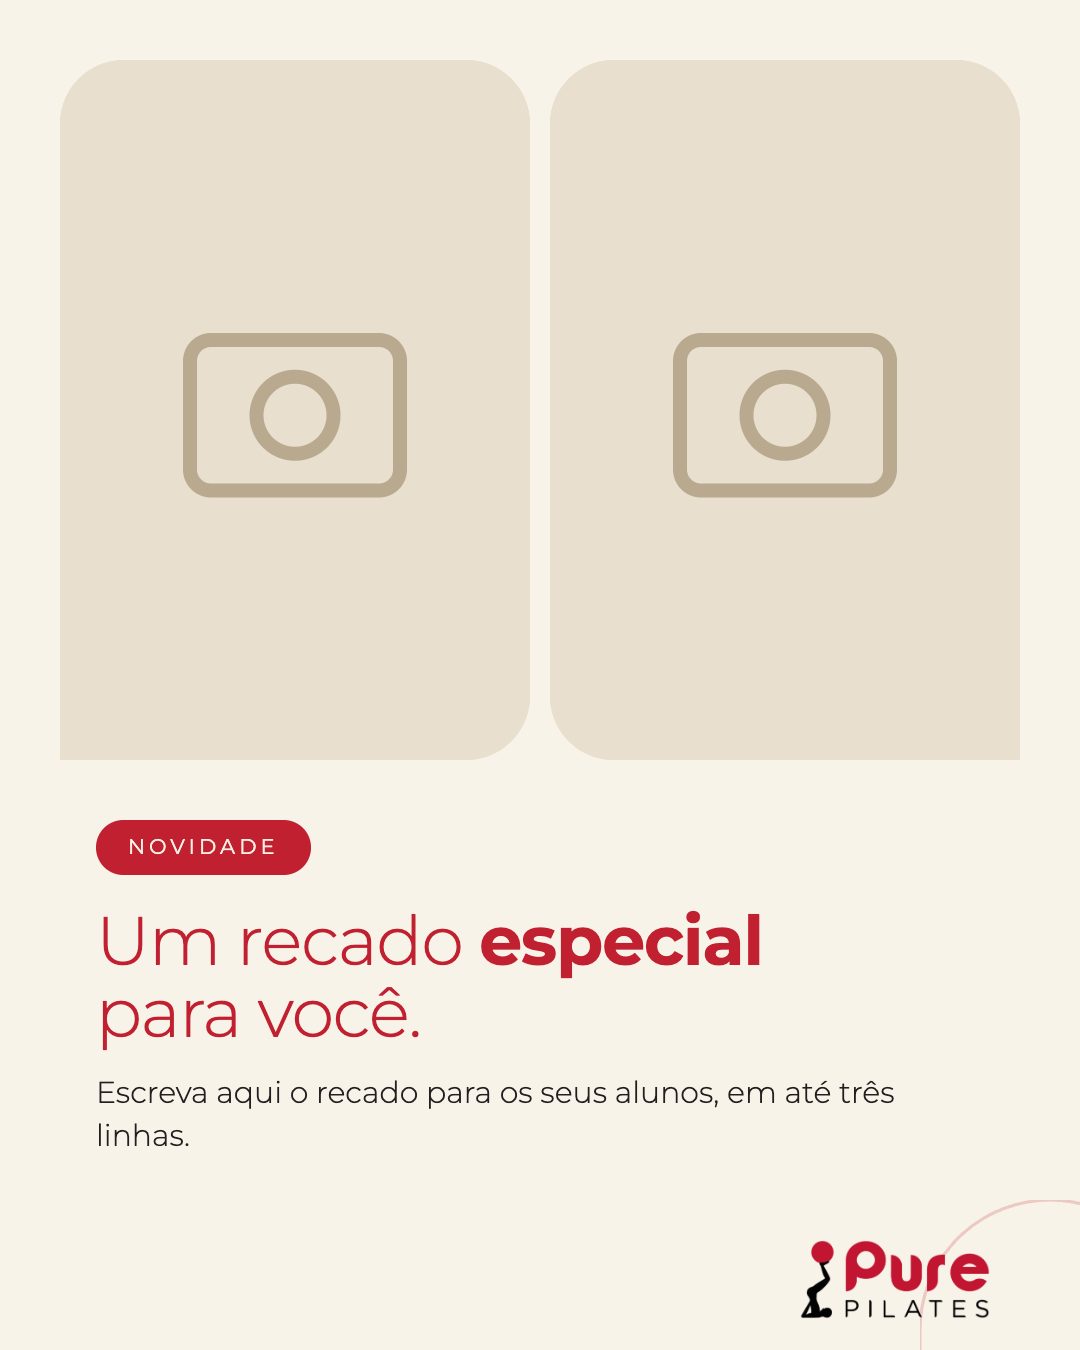 NOVIDADE
Um recado especial
para você.
Escreva aqui o recado para os seus alunos, em até três
linhas.
Pure
PILATES